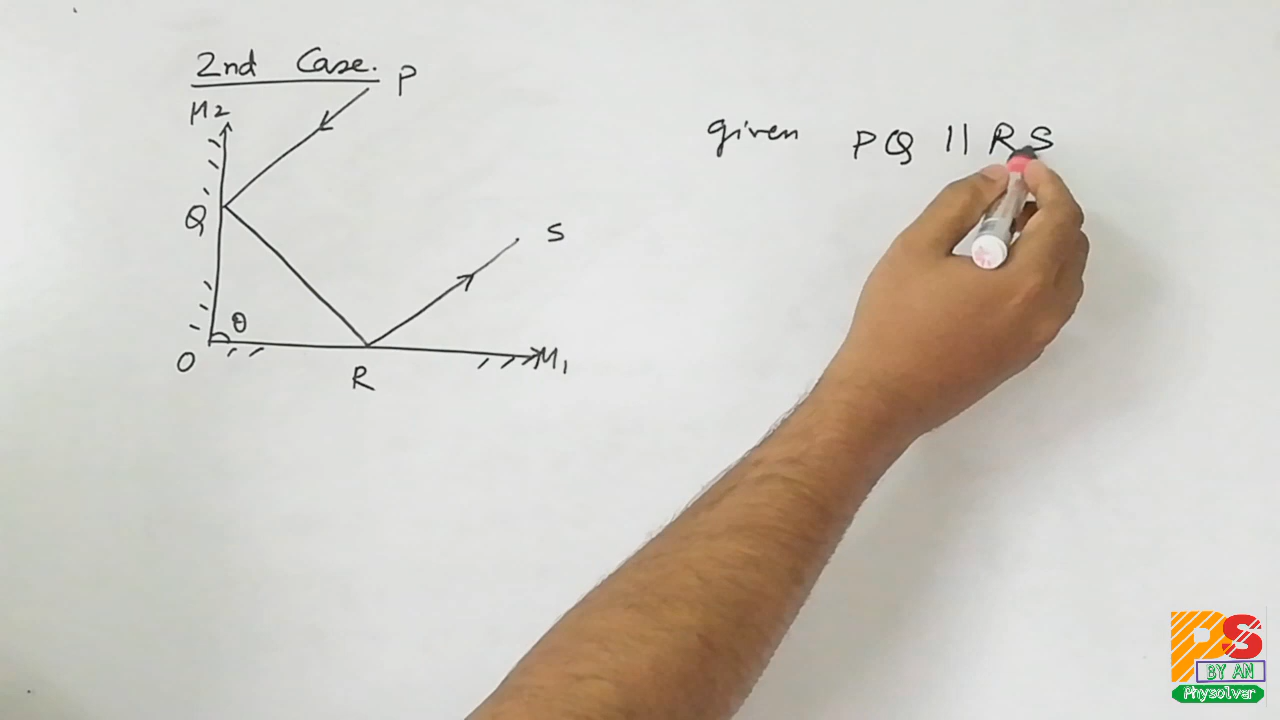 2nd Case.
P
M2
given PQ || RS
Q
S
θ
O
M1
R
PS
BY AN
Physolver